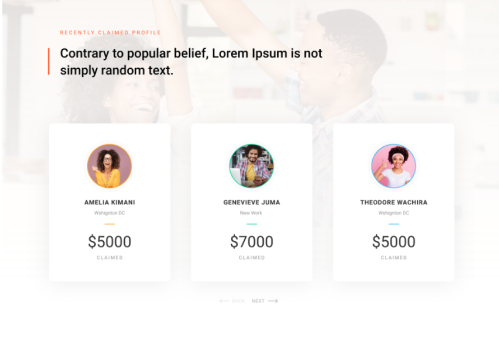 RECENTLY CLAIMED PROFILE
Contrary to popular belief, Lorem Ipsum is not
simply random text.
AMELIA KIMANI
GENEVIEVE JUMA
THEODORE WACHIRA
Welington DC
New Work
Welington DC
$5000
$7000
$5000
CLAIMED
CLAIMED
CLAIMED
BACK
NEXT